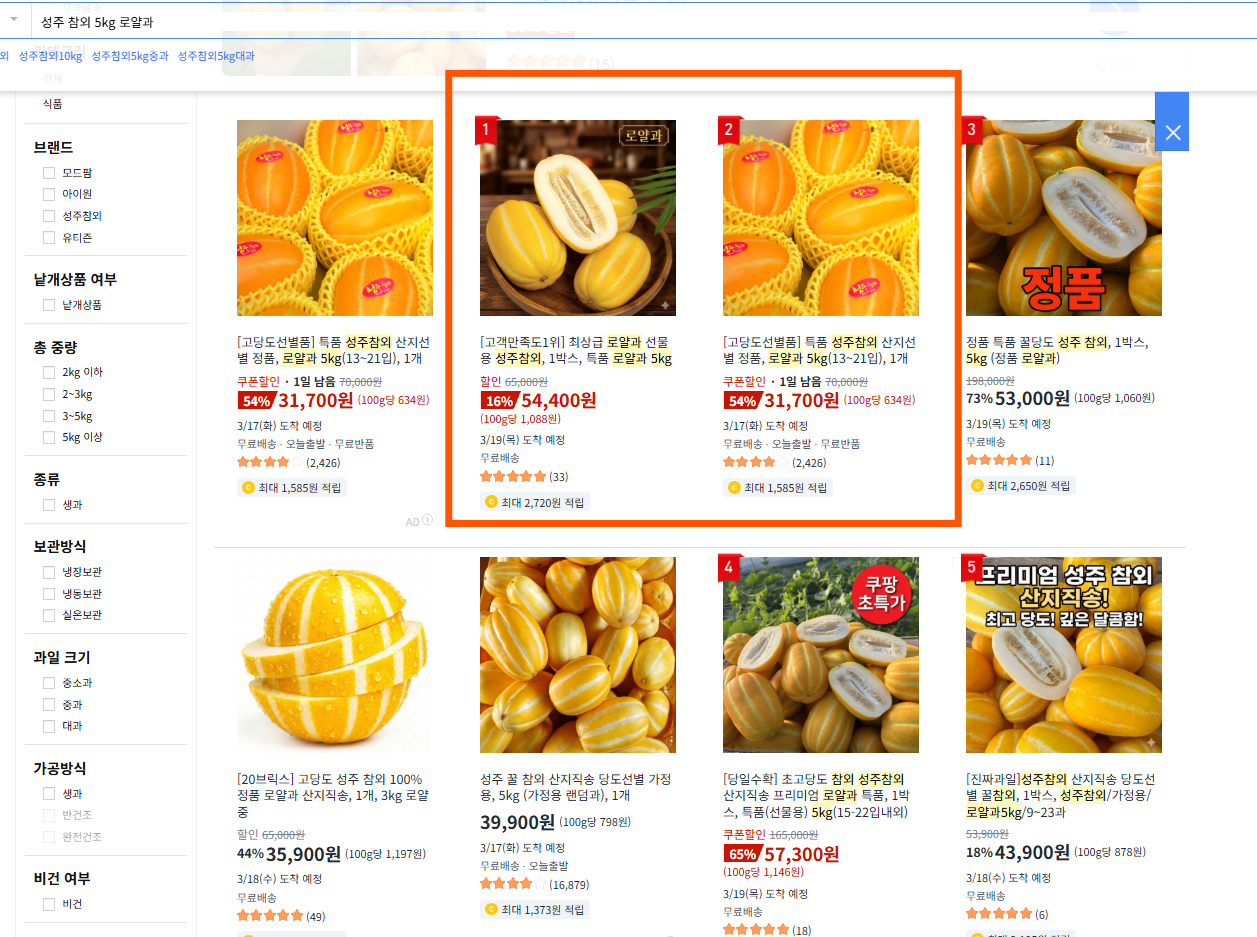 성주 참외 5kg 로얄과
외 성주참외10kg 성주참외5kg중과 성주참외5kg대과
(15)
전체
식품
브랜드
모드팜
아이원
성주참외
유티즌
낱개상품 여부
낱개상품
총 중량
2kg 이하
2~3kg
3~5kg
5kg 이상
종류
생과
보관방식
냉장보관
냉동보관
실온보관
과일 크기
중소과
중과
대과
가공방식
생과
반건조
완전건조
비건 여부
비건
[고당도선별품] 특품 성주참외 산지선
별 정품, 로얄과 5kg(13~21입), 1개
쿠폰할인 · 1일 남음 70,000원
54% 31,700원 (100g당 634원)
3/17(화) 도착 예정
무료배송 · 오늘출발 · 무료반품
(2,426)
최대 1,585원 적립
AD
1
로얄과
[고객만족도1위] 최상급 로얄과 선물
용 성주참외, 1박스, 특품 로얄과 5kg
할인 65,000원
16% 54,400원
(100g당 1,088원)
3/19(목) 도착 예정
무료배송
(33)
최대 2,720원 적립
2
[고당도선별품] 특품 성주참외 산지선
별 정품, 로얄과 5kg(13~21입), 1개
쿠폰할인 · 1일 남음 70,000원
54% 31,700원 (100g당 634원)
3/17(화) 도착 예정
무료배송 · 오늘출발 · 무료반품
(2,426)
최대 1,585원 적립
3
정품
정품 특품 꿀당도 성주 참외, 1박스,
5kg (정품 로얄과)
198,000원
73% 53,000원 (100g당 1,060원)
3/19(목) 도착 예정
무료배송
(11)
최대 2,650원 적립
[20브릭스] 고당도 성주 참외 100%
정품 로얄과 산지직송, 1개, 3kg 로얄
중
할인 65,000원
44% 35,900원 (100g당 1,197원)
3/18(수) 도착 예정
무료배송
(49)
성주 꿀 참외 산지직송 당도선별 가정
용, 5kg (가정용 랜덤과), 1개
39,900원 (100g당 798원)
3/17(화) 도착 예정
무료배송 · 오늘출발
(16,879)
최대 1,373원 적립
4
쿠팡
초특가
[당일수확] 초고당도 참외 성주참외
산지직송 프리미엄 로얄과 특품, 1박
스, 특품(선물용) 5kg(15-22입내외)
쿠폰할인 165,000원
65% 57,300원
(100g당 1,146원)
3/19(목) 도착 예정
무료배송
(18)
5
프리미엄 성주 참외
산지직송!
최고 당도! 깊은 달콤함!
[진짜과일]성주참외 산지직송 당도선
별 꿀참외, 1박스, 성주참외/가정용/
로얄과5kg/9~23과
53,900원
18% 43,900원 (100g당 878원)
3/18(수) 도착 예정
무료배송
(6)